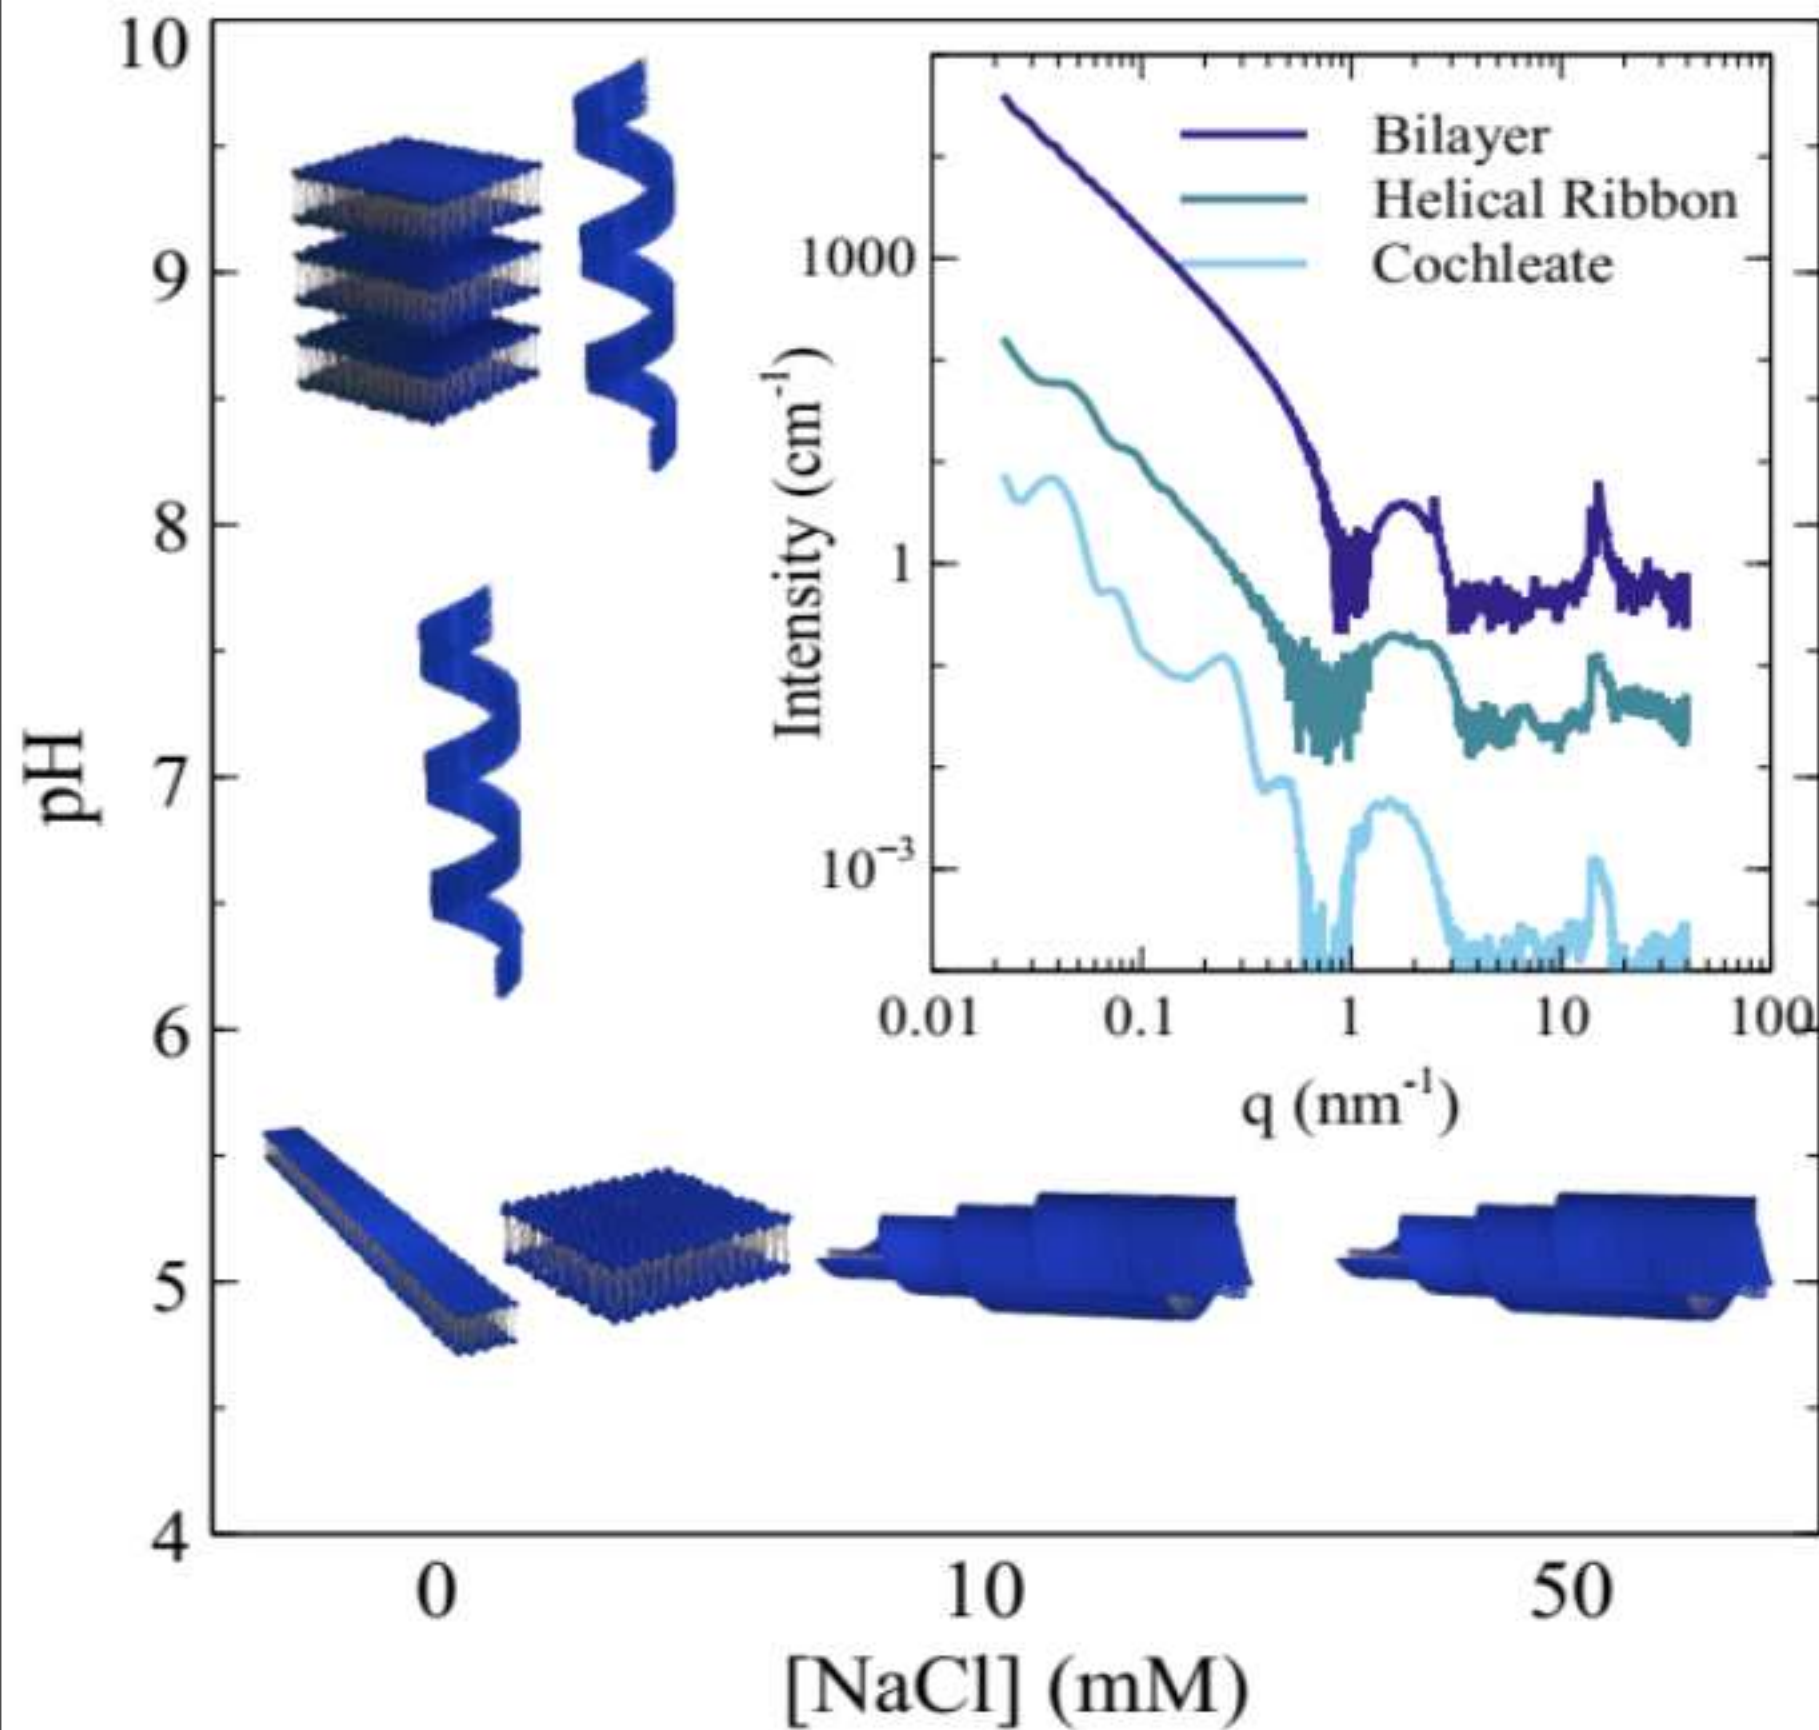 10
9
8
7
6
5
4
pH
0 10 50
[NaCl] (mM)
Bilayer
Helical Ribbon
Cochleate
1000
1
10⁻³
Intensity (cm⁻¹)
0.01 0.1 1 10 100
q (nm⁻¹)